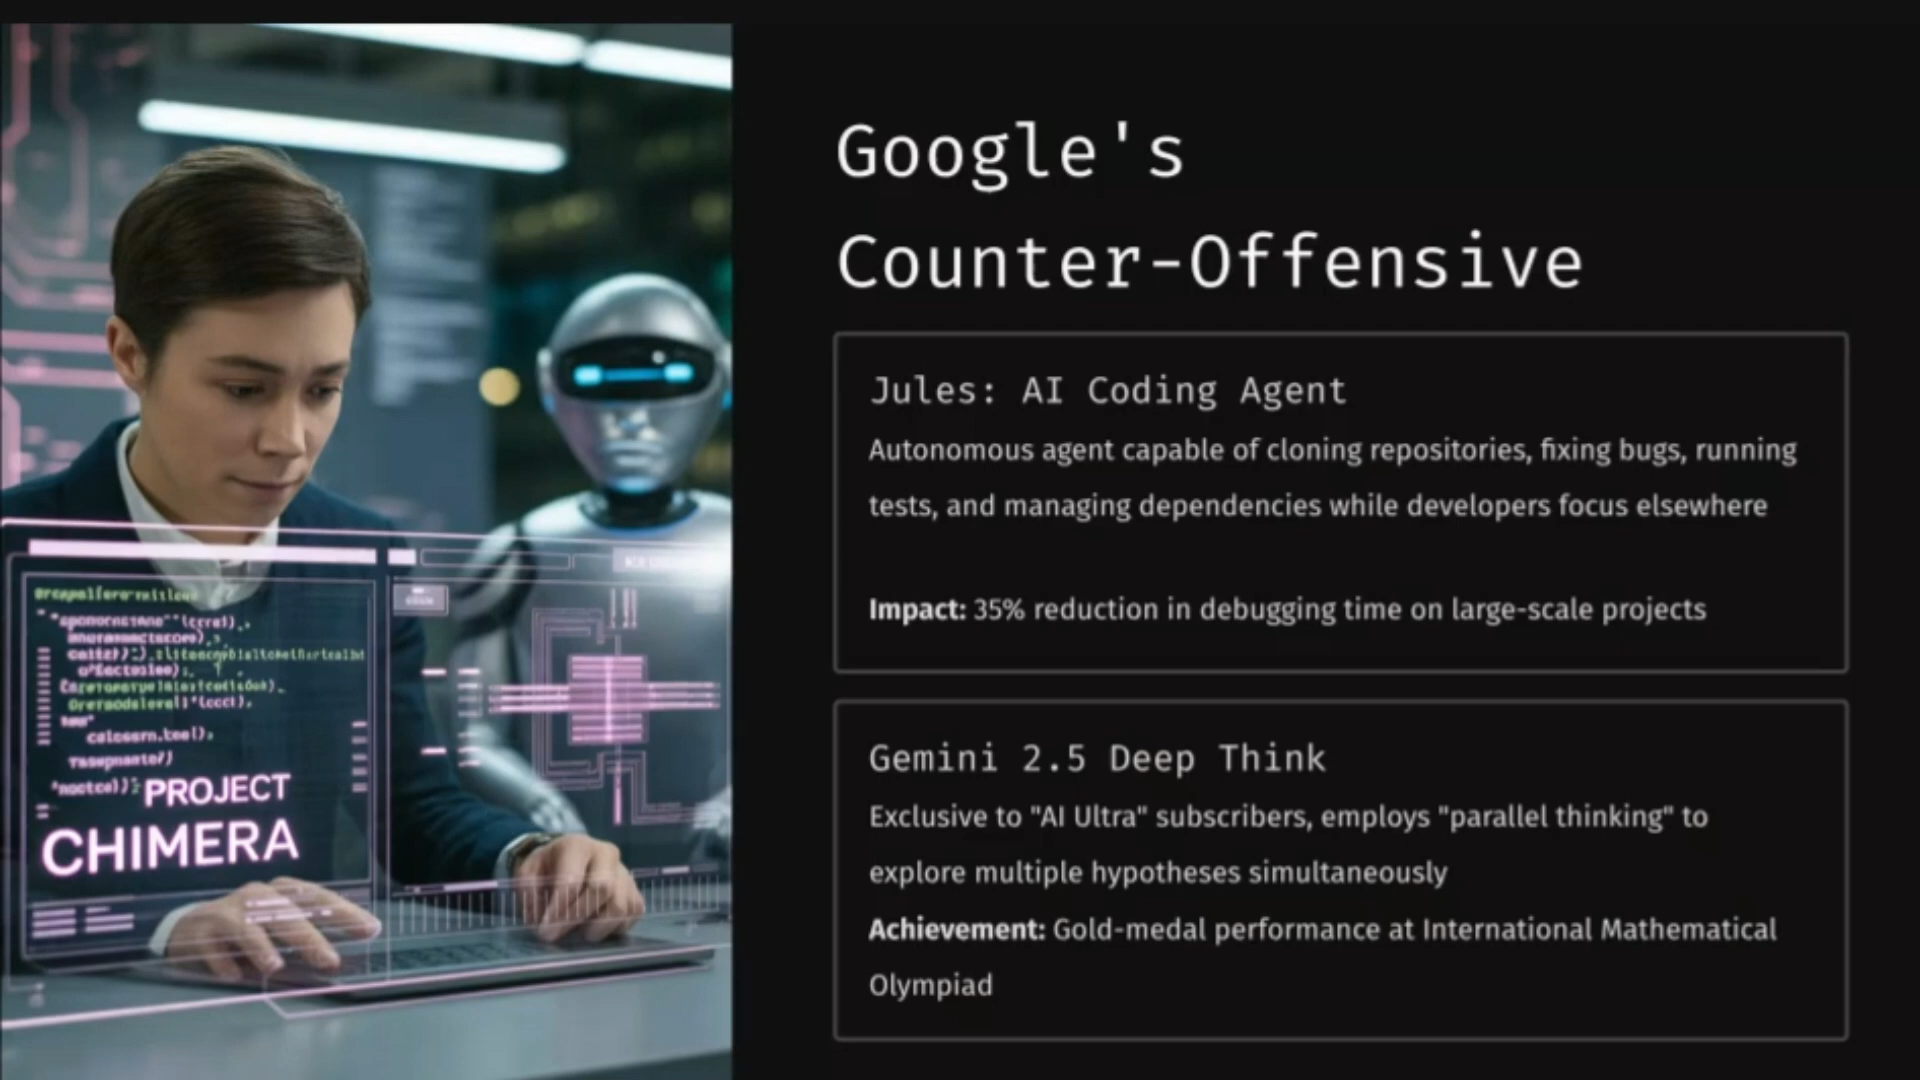 Google's
Counter-Offensive
Jules: AI Coding Agent
Autonomous agent capable of cloning repositories, fixing bugs, running
tests, and managing dependencies while developers focus elsewhere
Impact: 35% reduction in debugging time on large-scale projects
Gemini 2.5 Deep Think
Exclusive to "AI Ultra" subscribers, employs "parallel thinking" to
explore multiple hypotheses simultaneously
Achievement: Gold-medal performance at International Mathematical
Olympiad
PROJECT
CHIMERA